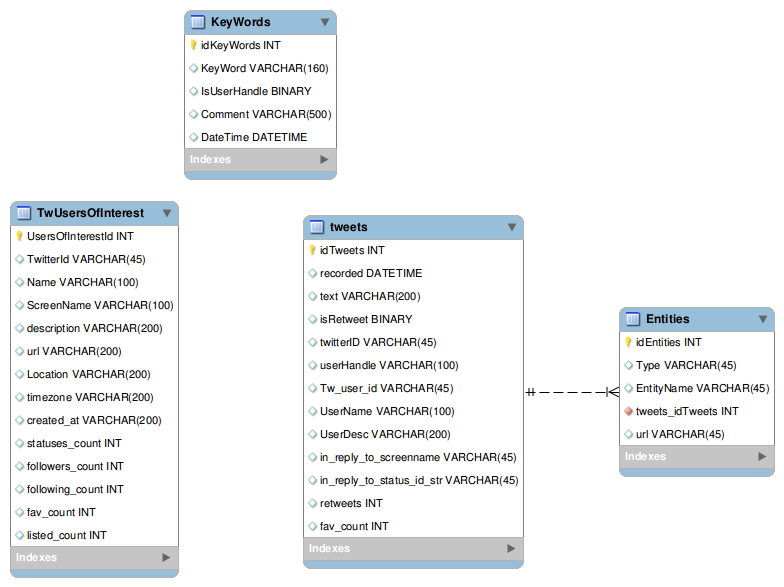 KeyWords
idKeyWords INT
KeyWord VARCHAR(160)
IsUserHandle BINARY
Comment VARCHAR(500)
DateTime DATETIME
Indexes
TwUsersOfInterest
UsersOfInterestId INT
TwitterId VARCHAR(45)
Name VARCHAR(100)
ScreenName VARCHAR(100)
description VARCHAR(200)
url VARCHAR(200)
Location VARCHAR(200)
timezone VARCHAR(200)
created_at VARCHAR(200)
statuses_count INT
followers_count INT
following_count INT
fav_count INT
listed_count INT
Indexes
tweets
idTweets INT
recorded DATETIME
text VARCHAR(200)
isRetweet BINARY
twitterID VARCHAR(45)
userHandle VARCHAR(100)
Tw_user_id VARCHAR(45)
UserName VARCHAR(100)
UserDesc VARCHAR(200)
in_reply_to_screenname VARCHAR(45)
in_reply_to_status_id_str VARCHAR(45)
retweets INT
fav_count INT
Indexes
Entities
idEntities INT
Type VARCHAR(45)
EntityName VARCHAR(45)
tweets_idTweets INT
url VARCHAR(45)
Indexes